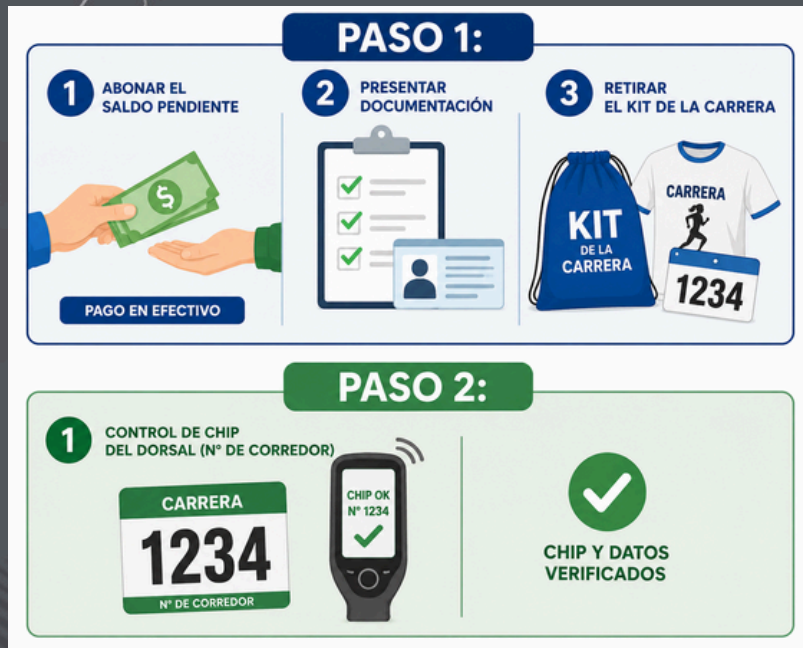 PASO 1:
1
ABONAR EL
SALDO PENDIENTE
$
PAGO EN EFECTIVO
2
PRESENTAR
DOCUMENTACIÓN
3
RETIRAR
EL KIT DE LA CARRERA
KIT
DE LA
CARRERA
CARRERA
1234
PASO 2:
1
CONTROL DE CHIP
DEL DORSAL (Nº DE CORREDOR)
CARRERA
1234
Nº DE CORREDOR
CHIP OK
Nº 1234
CHIP Y DATOS
VERIFICADOS